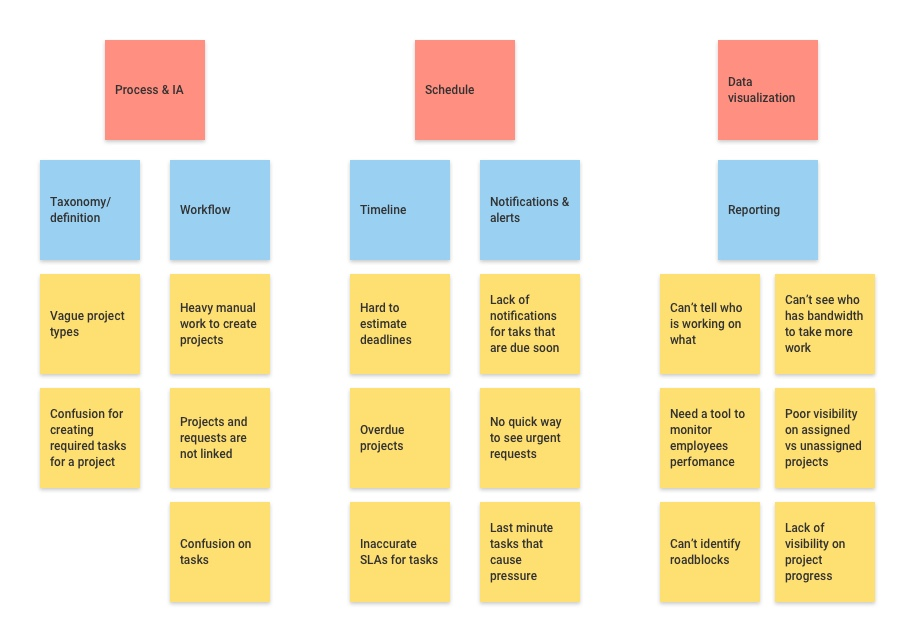 Process & IA
Schedule
Data
visualization
Taxonomy/
definition
Workflow
Timeline
Notifications &
alerts
Reporting
Vague project
types
Heavy manual
work to create
projects
Hard to
estimate
deadlines
Lack of
notifications
for taks that
are due soon
Can't tell who
is working on
what
Can't see who
has bandwidth
to take more
work
Confusion for
creating
required tasks
for a project
Projects and
requests are
not linked
Overdue
projects
No quick way
to see urgent
requests
Need a tool to
monitor
employees
perfomance
Poor visibility
on assigned
vs unassigned
projects
Confusion on
tasks
Inaccurate
SLAs for tasks
Last minute
tasks that
cause
pressure
Can't identify
roadblocks
Lack of
visibility on
project
progress